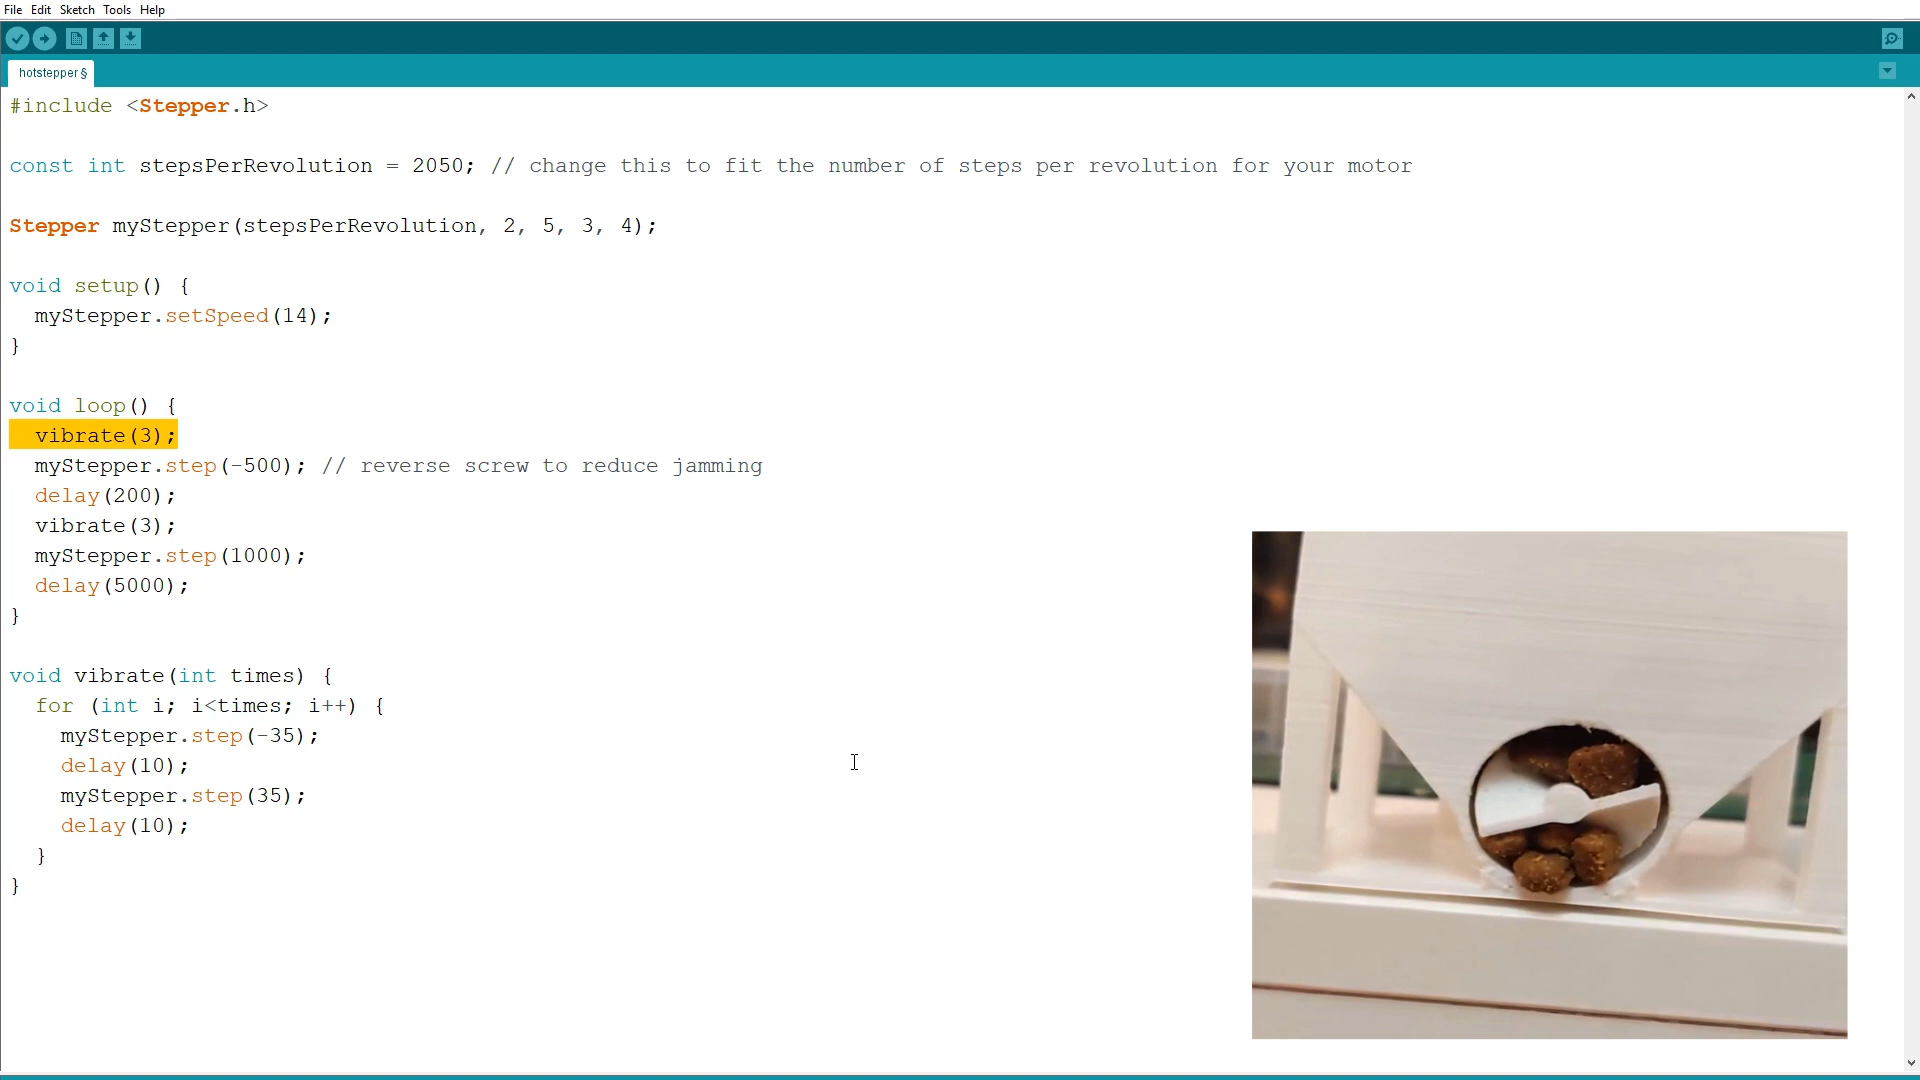 File Edit Sketch Tools Help
hotstepper §
#include <Stepper.h>
const int stepsPerRevolution = 2050; // change this to fit the number of steps per revolution for your motor
Stepper myStepper(stepsPerRevolution, 2, 5, 3, 4);
void setup() {
  myStepper.setSpeed(14);
}
void loop() {
  vibrate(3);
  myStepper.step(-500); // reverse screw to reduce jamming
  delay(200);
  vibrate(3);
  myStepper.step(1000);
  delay(5000);
}
void vibrate(int times) {
  for (int i; i<times; i++) {
    myStepper.step(-35);
    delay(10);
    myStepper.step(35);
    delay(10);
  }
}